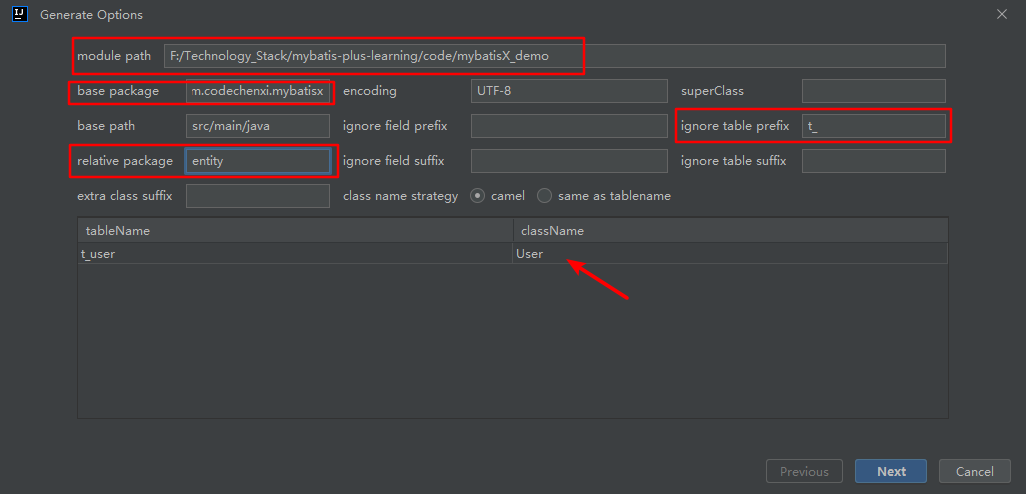 IJ Generate Options
module path F:/Technology_Stack/mybatis-plus-learning/code/mybatisX_demo
base package m.codechenxi.mybatisx encoding UTF-8 superClass
base path src/main/java ignore field prefix ignore table prefix t_
relative package entity ignore field suffix ignore table suffix
extra class suffix class name strategy camel same as tablename
tableName className
t_user User
Previous Next Cancel